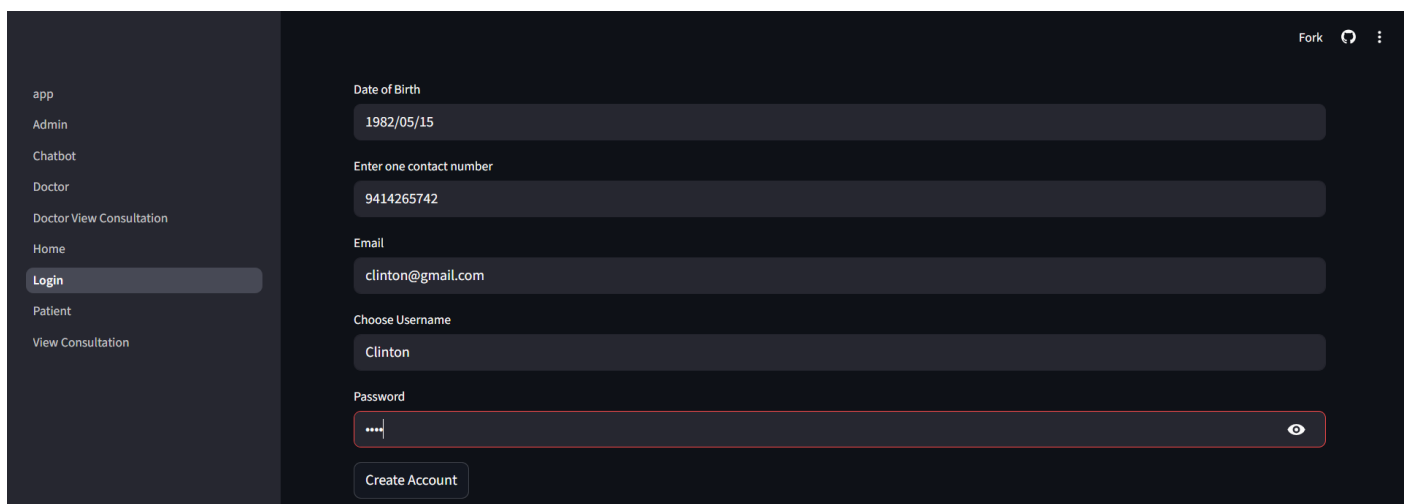 Fork
app
Admin
Chatbot
Doctor
Doctor View Consultation
Home
Login
Patient
View Consultation
Date of Birth
1982/05/15
Enter one contact number
9414265742
Email
clinton@gmail.com
Choose Username
Clinton
Password
••••
Create Account